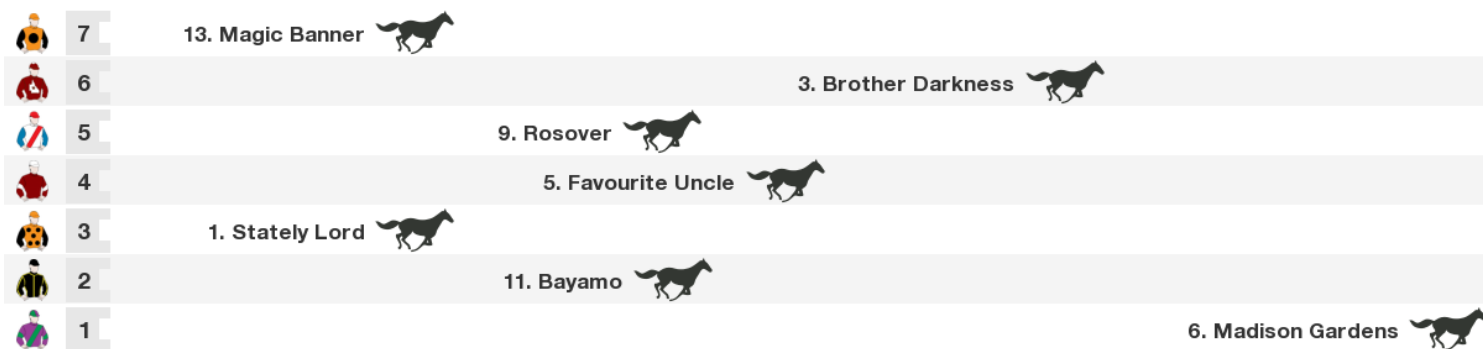 7 13. Magic Banner
6 3. Brother Darkness
5 9. Rosover
4 5. Favourite Uncle
3 1. Stately Lord
2 11. Bayamo
1 6. Madison Gardens